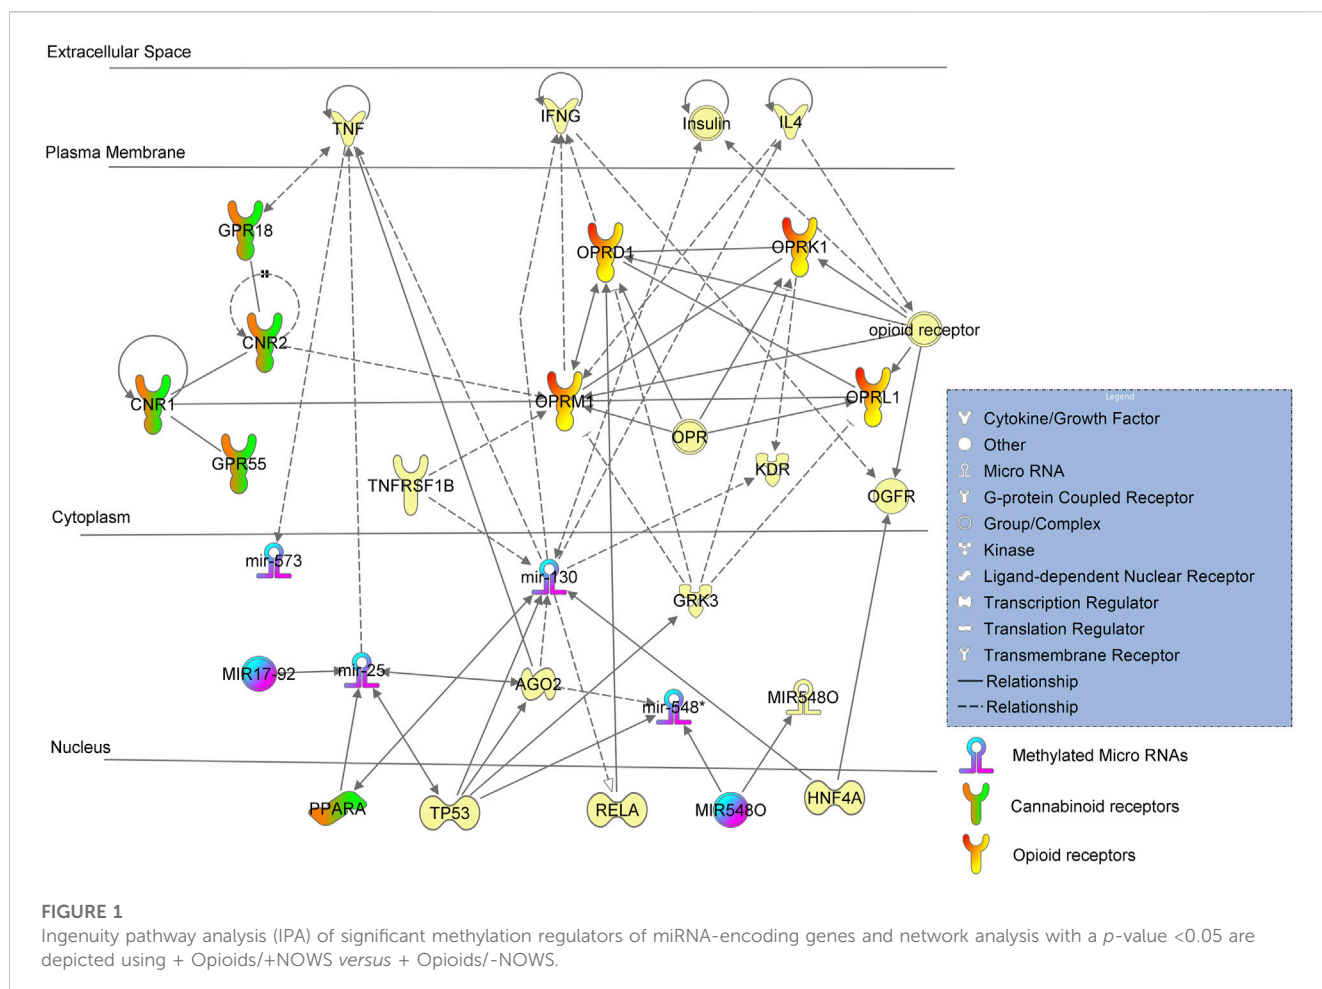 Extracellular Space
TNF
IFNG
Insulin
IL4
Plasma Membrane
GPR18
OPRD1
OPRK1
CNR2
opioid receptor
CNR1
OPRM1
OPRL1
OPR
GPR55
TNFRSF1B
KDR
OGFR
Cytoplasm
mir-573
mir-130
GRK3
MIR17-92
mir-25
AGO2
mir-548*
MIR548O
Nucleus
PPARA
TP53
RELA
MIR548O
HNF4A
Legend
Cytokine/Growth Factor
Other
Micro RNA
G-protein Coupled Receptor
Group/Complex
Kinase
Ligand-dependent Nuclear Receptor
Transcription Regulator
Translation Regulator
Transmembrane Receptor
Relationship
Relationship
Methylated Micro RNAs
Cannabinoid receptors
Opioid receptors
FIGURE 1
Ingenuity pathway analysis (IPA) of significant methylation regulators of miRNA-encoding genes and network analysis with a p-value <0.05 are
depicted using + Opioids/+NOWS versus + Opioids/-NOWS.